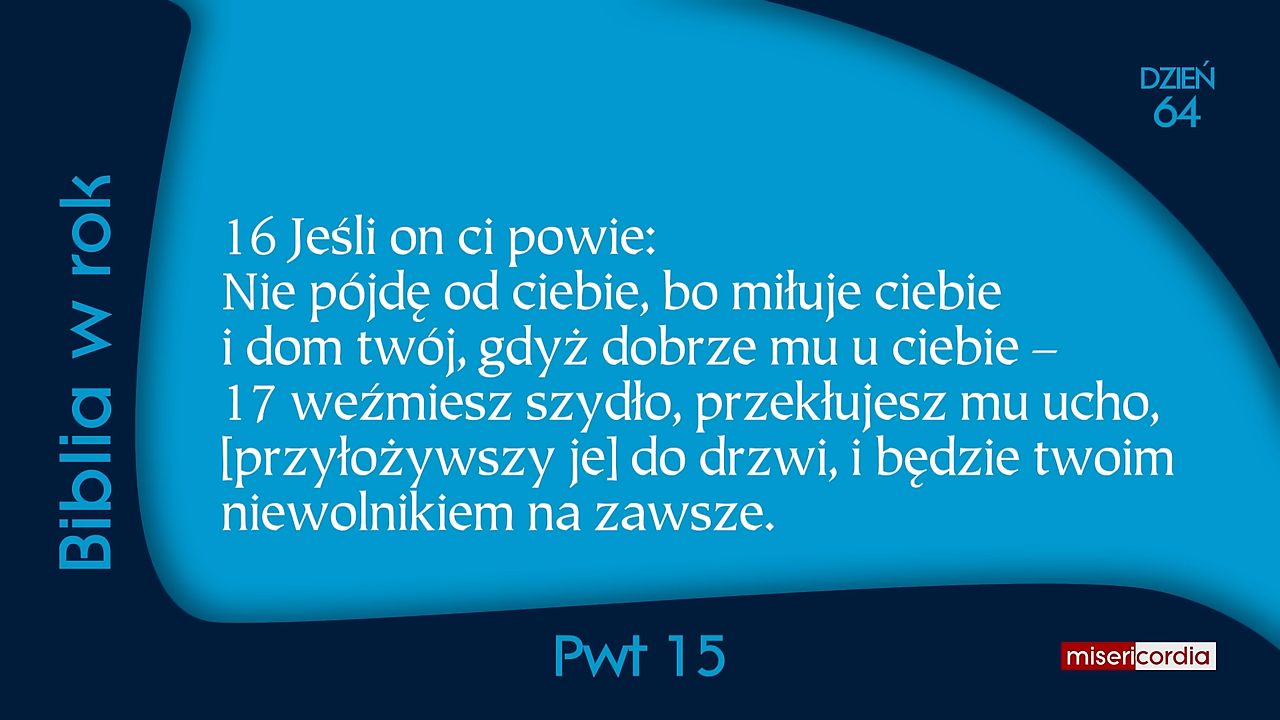 DZIEŃ
64
Biblia w rok
16 Jeśli on ci powie:
Nie pójdę od ciebie, bo miłuje ciebie
i dom twój, gdyż dobrze mu u ciebie –
17 weźmiesz szydło, przekłujesz mu ucho,
[przyłożywszy je] do drzwi, i będzie twoim
niewolnikiem na zawsze.
Pwt 15
misericordia